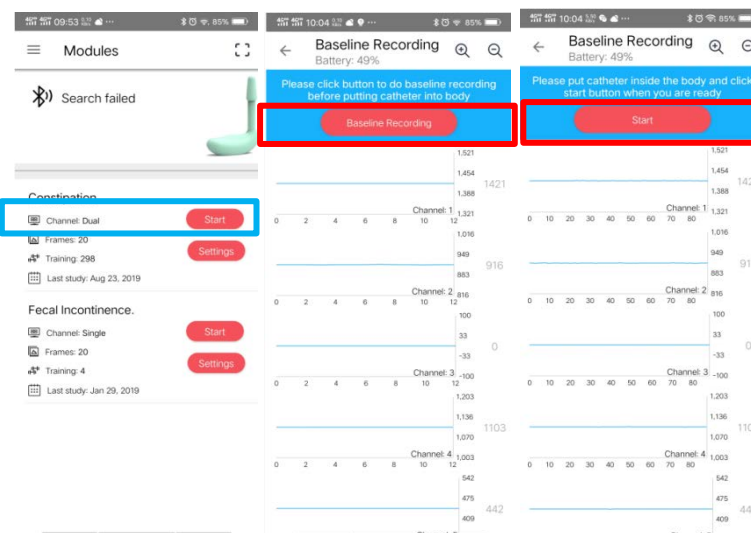 09:53
85%
Modules
Search failed
Constipation
Channel: Dual
Start
Frames: 20
Settings
Training: 298
Last study: Aug 23, 2019
Fecal Incontinence.
Channel: Single
Start
Frames: 20
Settings
Training: 4
Last study: Jan 29, 2019
10:04
85%
Baseline Recording
Battery: 49%
Please click button to do baseline recording
before putting catheter into body
Baseline Recording
1,521
1,454
1421
1,388
Channel: 1
1,321
0 2 4 6 8 10 12
1,016
949
916
883
Channel: 2
816
0 2 4 6 8 10 12
100
33
0
-33
Channel: 3
-100
0 2 4 6 8 10 12
1,203
1,136
1103
1,070
Channel: 4
1,003
0 2 4 6 8 10 12
542
475
442
409
10:04
85%
Baseline Recording
Battery: 49%
Please put catheter inside the body and click
start button when you are ready
Start
1,521
1,454
142
1,388
Channel: 1
1,321
0 10 20 30 40 50 60 70 80
1,016
949
91
883
Channel: 2
816
0 10 20 30 40 50 60 70 80
100
33
0
-33
Channel: 3
-100
0 10 20 30 40 50 60 70 80
1,203
1,136
110
1,070
Channel: 4
1,003
0 10 20 30 40 50 60 70 80
542
475
44
409